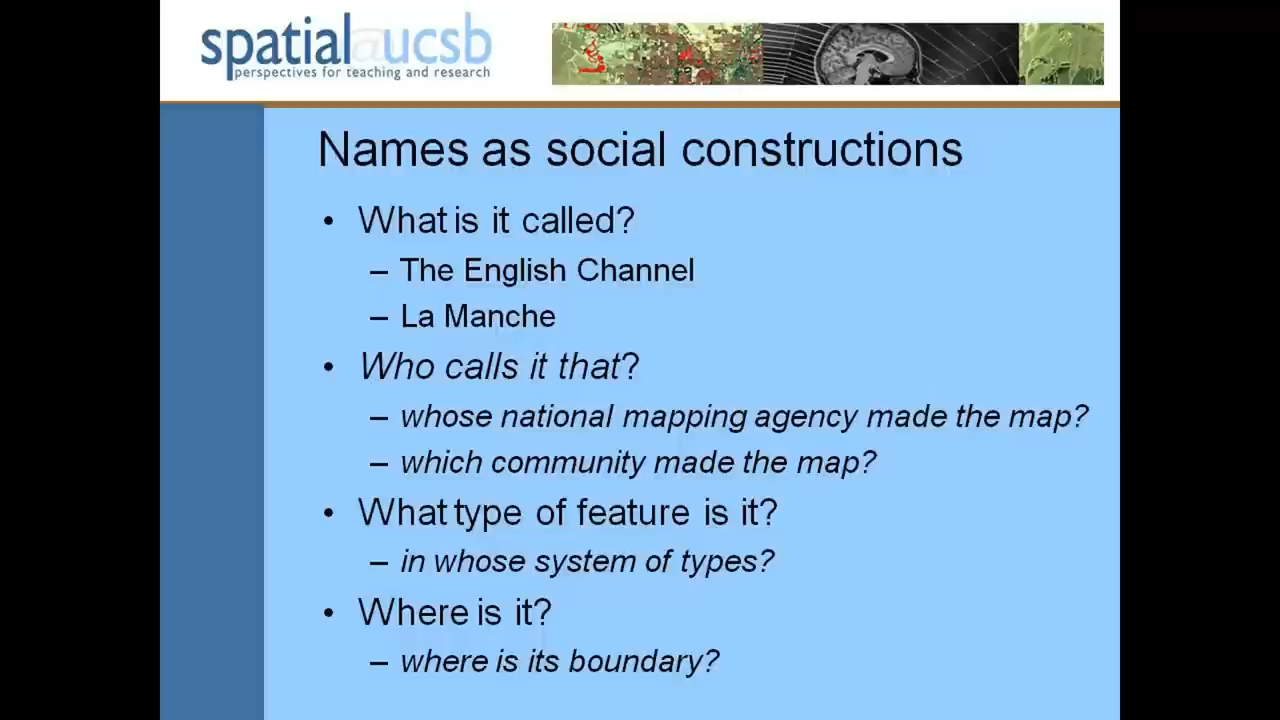 spatial@ucsb
perspectives for teaching and research
Names as social constructions
• What is it called?
– The English Channel
– La Manche
• Who calls it that?
– whose national mapping agency made the map?
– which community made the map?
• What type of feature is it?
– in whose system of types?
• Where is it?
– where is its boundary?